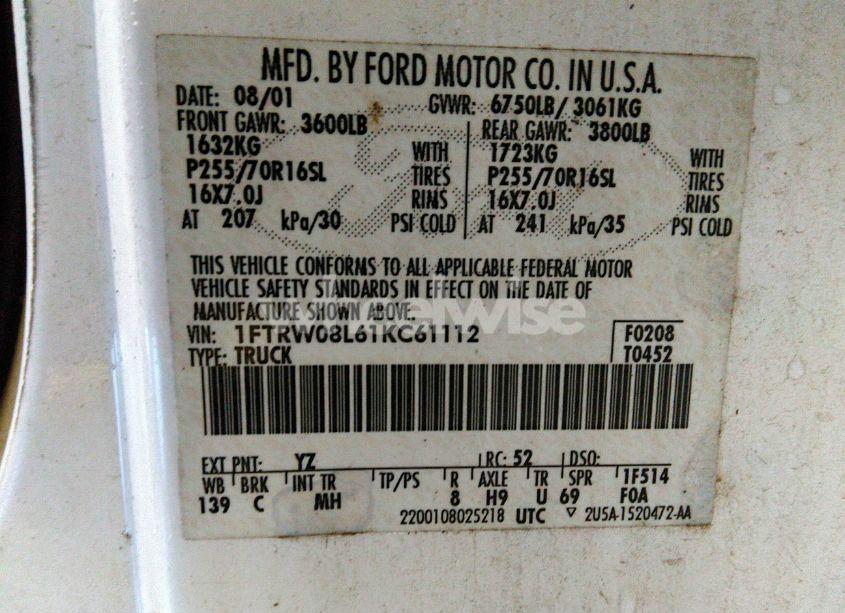 MFD. BY FORD MOTOR CO. IN U.S.A.
DATE: 08/01 GVWR: 6750LB/ 3061KG
FRONT GAWR: 3600LB REAR GAWR: 3800LB
1632KG WITH 1723KG WITH
P255/70R16SL TIRES P255/70R16SL TIRES
16X7.0J RIMS 16X7.0J RIMS
AT 207 kPa/30 PSI COLD AT 241 kPa/35 PSI COLD
THIS VEHICLE CONFORMS TO ALL APPLICABLE FEDERAL MOTOR
VEHICLE SAFETY STANDARDS IN EFFECT ON THE DATE OF
MANUFACTURE SHOWN ABOVE.
VIN: 1FTRW08L61KC61112 F0208
TYPE: TRUCK T0452
EXT PNT: YZ RC: 52 DSO:
WB BRK INT TR TP/PS R AXLE TR SPR 1F514
139 C MH 8 H9 U 69 F0A
2200108025218 UTC ▽ 2U5A-1520472-AA